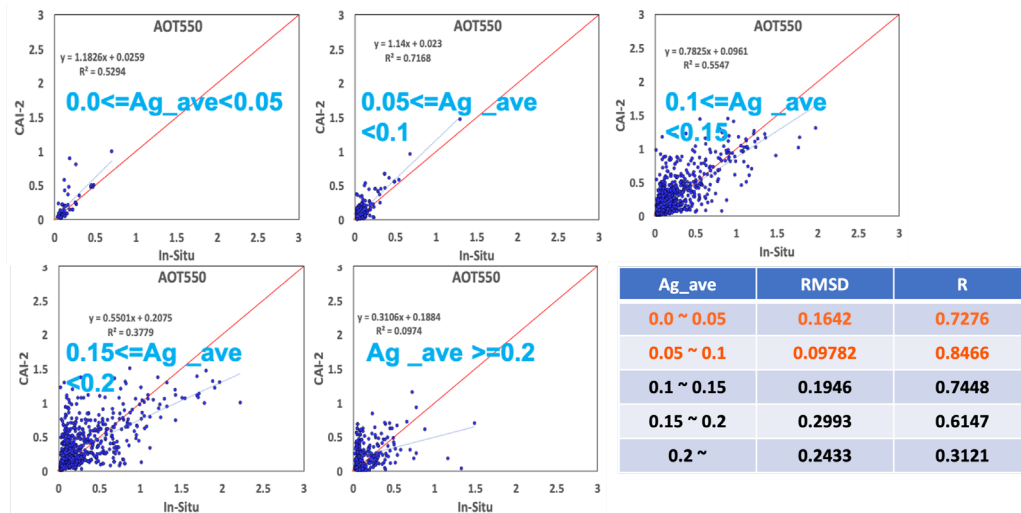 AOT550
y = 1.1826x + 0.0259
R² = 0.5294
0.0<=Ag_ave<0.05
CAI-2
3
2.5
2
1.5
1
0.5
0
0 0.5 1 1.5 2 2.5 3
In-Situ
AOT550
y = 1.14x + 0.023
R² = 0.7168
0.05<=Ag _ave
<0.1
CAI-2
3
2.5
2
1.5
1
0.5
0
0 0.5 1 1.5 2 2.5 3
In-Situ
AOT550
y = 0.7825x + 0.0961
R² = 0.5547
0.1<=Ag _ave
<0.15
CAI-2
3
2.5
2
1.5
1
0.5
0
0 0.5 1 1.5 2 2.5 3
In-Situ
AOT550
y = 0.5501x + 0.2075
R² = 0.3779
0.15<=Ag _ave
<0.2
CAI-2
3
2.5
2
1.5
1
0.5
0
0 0.5 1 1.5 2 2.5 3
In-Situ
AOT550
y = 0.3106x + 0.1884
R² = 0.0974
Ag _ave >=0.2
CAI-2
3
2.5
2
1.5
1
0.5
0
0 0.5 1 1.5 2 2.5 3
In-Situ
Ag_ave RMSD R
0.0 ~ 0.05 0.1642 0.7276
0.05 ~ 0.1 0.09782 0.8466
0.1 ~ 0.15 0.1946 0.7448
0.15 ~ 0.2 0.2993 0.6147
0.2 ~ 0.2433 0.3121